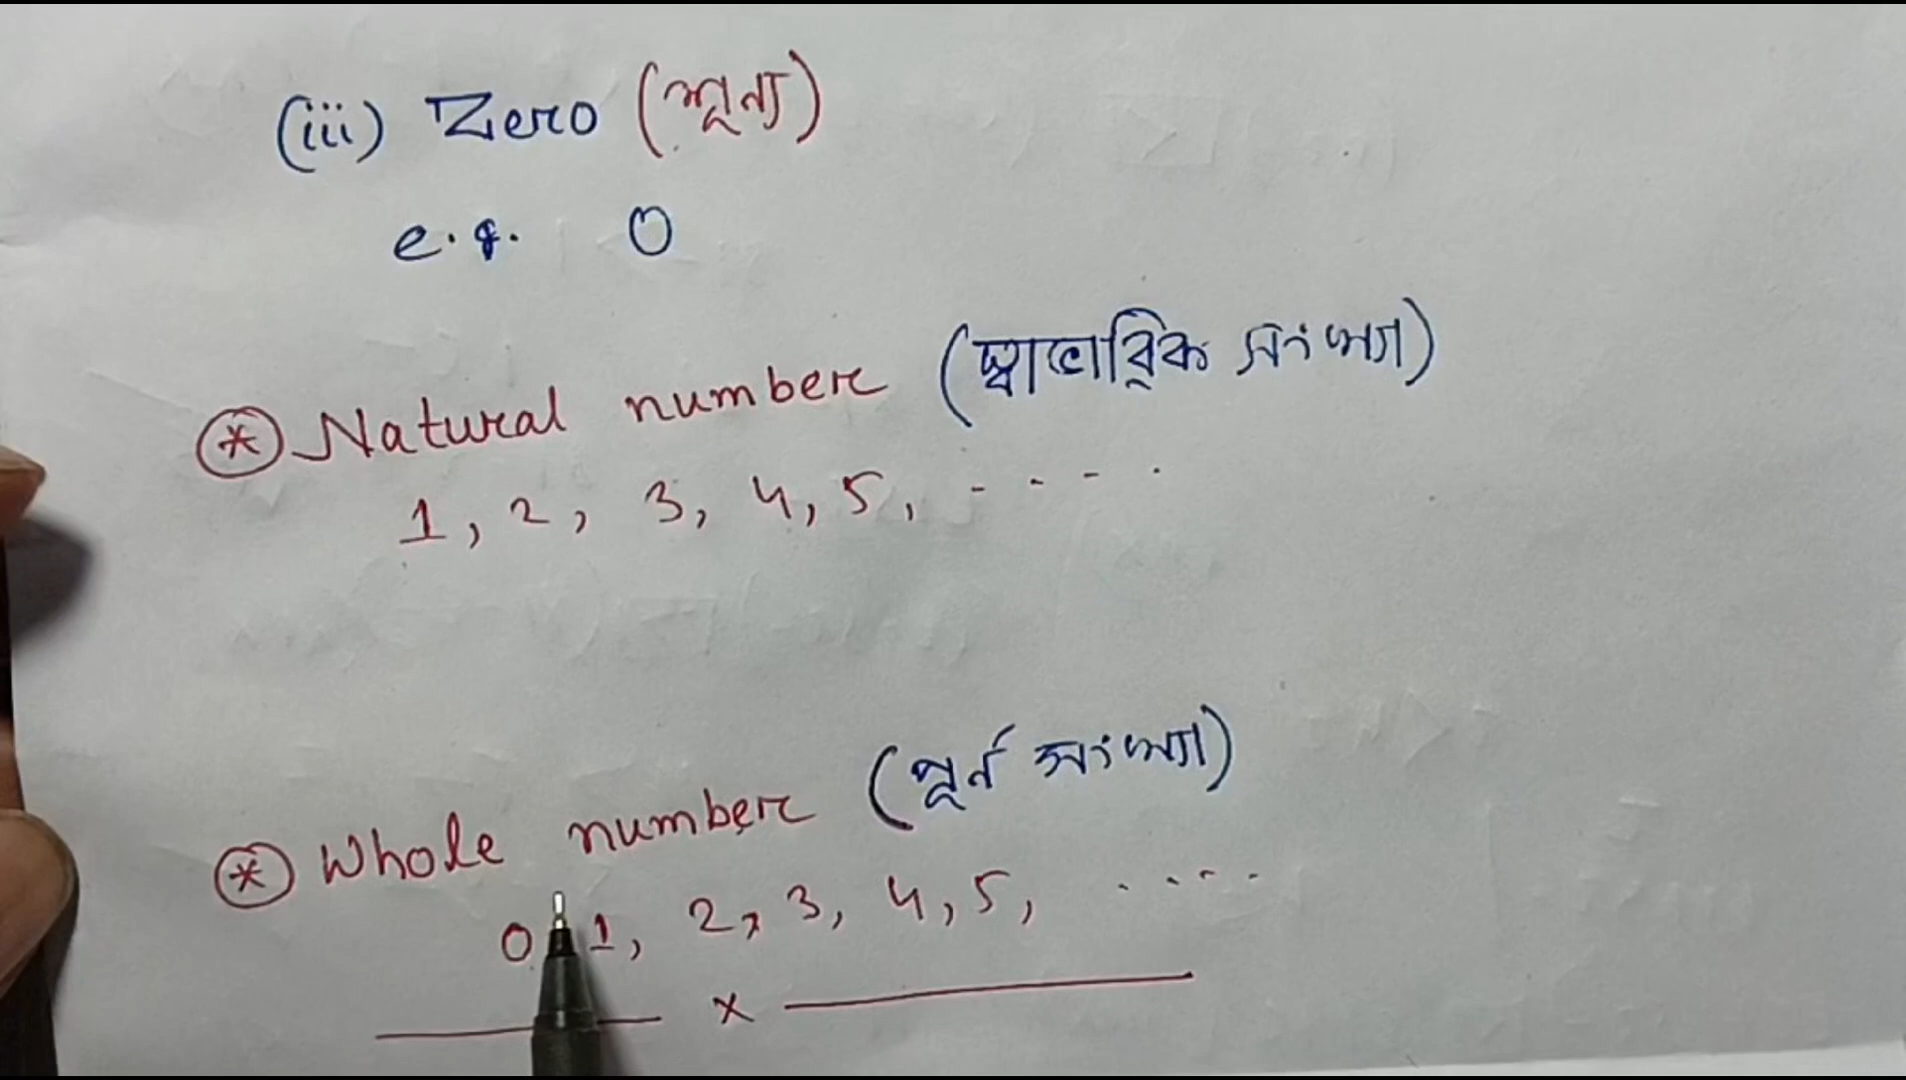 (iii) Zero (শূন্য)
e.g. 0
* Natural number (স্বাভাবিক সংখ্যা)
1, 2, 3, 4, 5, - - - -
* Whole number (পূর্ন সংখ্যা)
0, 1, 2, 3, 4, 5, - - - -
x